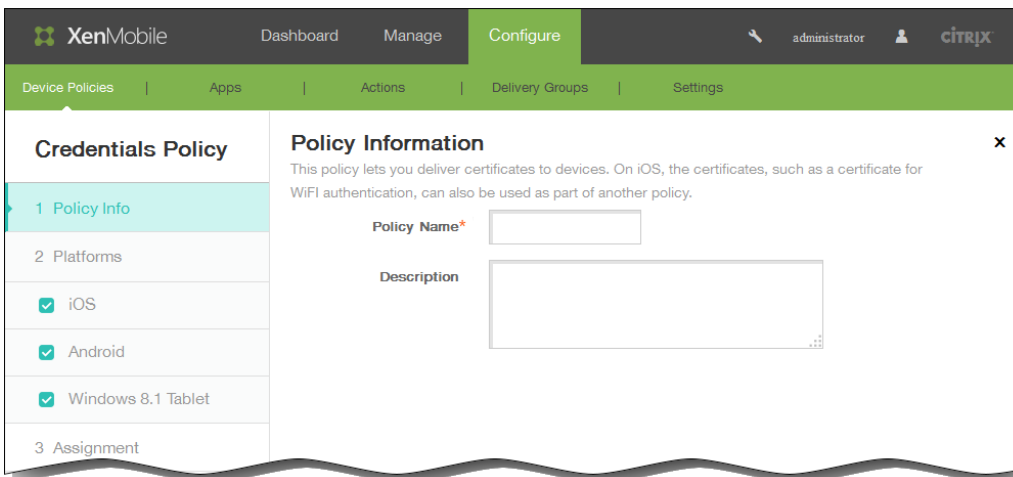 XenMobile Dashboard Manage Configure administrator CİTRIX
Device Policies | Apps | Actions | Delivery Groups | Settings
Credentials Policy
1 Policy Info
2 Platforms
iOS
Android
Windows 8.1 Tablet
3 Assignment
Policy Information
This policy lets you deliver certificates to devices. On iOS, the certificates, such as a certificate for
WiFI authentication, can also be used as part of another policy.
Policy Name*
Description